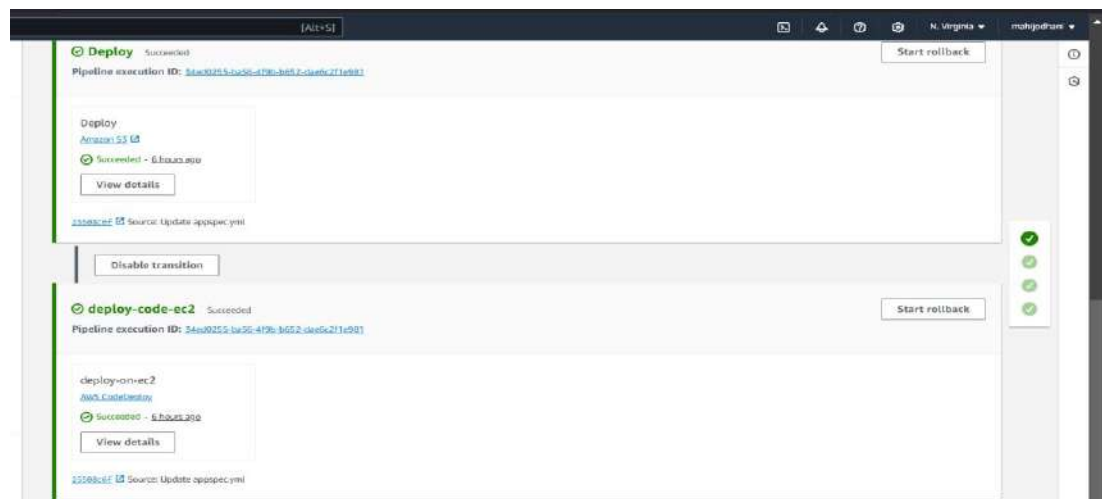 [Alt+S]
N. Virginia
mahijodhani
Deploy Succeeded
Start rollback
Pipeline execution ID:
Deploy
Amazon S3
Succeeded - 6 hours ago
View details
Source: Update appspec.yml
Disable transition
deploy-code-ec2 Succeeded
Start rollback
Pipeline execution ID:
deploy-on-ec2
AWS CodeDeploy
Succeeded - 6 hours ago
View details
Source: Update appspec.yml